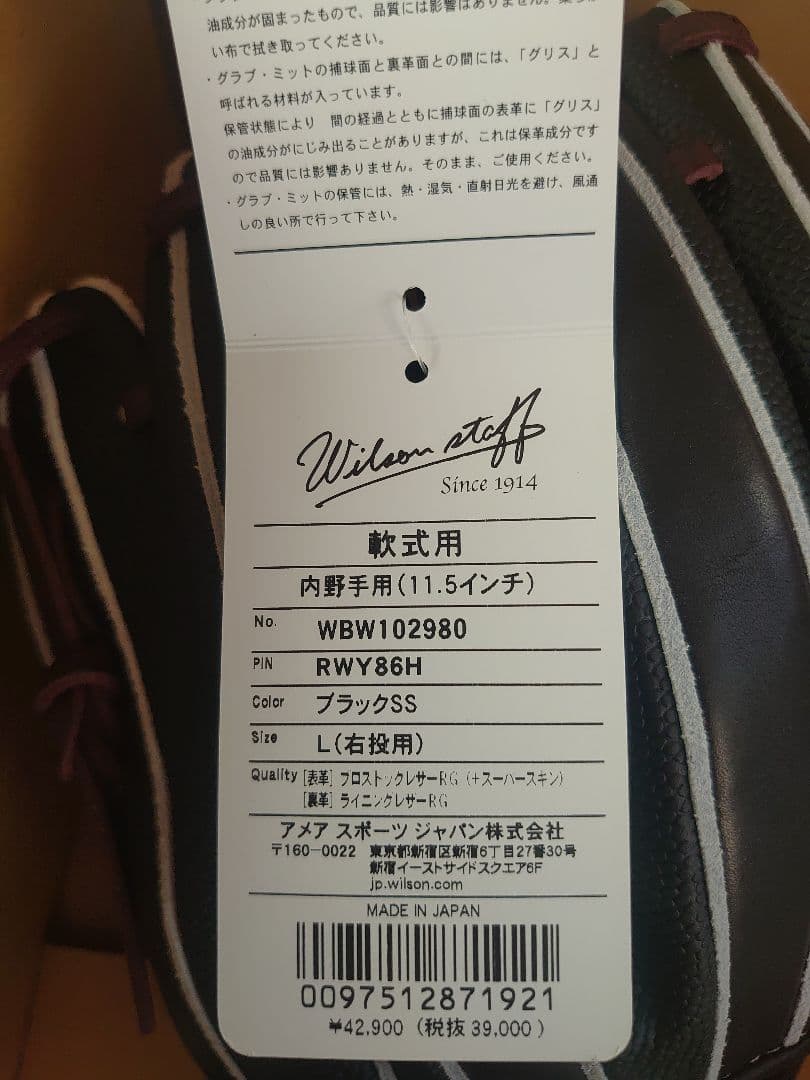 油成分が固まったもので、品質には影響はありません。柔らか
い布で拭き取ってください。
・グラブ・ミットの捕球面と裏革面との間には、「グリス」と
呼ばれる材料が入っています。
保管状態により 間の経過とともに捕球面の表革に「グリス」
の油成分がにじみ出ることがありますが、これは保革成分です
ので品質には影響ありません。そのまま、ご使用ください。
・グラブ・ミットの保管には、熱・湿気・直射日光を避け、風通
しの良い所で行って下さい。
Wilson staff
Since 1914
軟式用
内野手用(11.5インチ)
No. WBW102980
PIN RWY86H
Color ブラックSS
Size L(右投用)
Quality [表革] プロストックレザーRG (+スーパースキン)
[裏革] ライニングレザーRG
アメア スポーツ ジャパン株式会社
〒160-0022 東京都新宿区新宿6丁目27番30号
新宿イーストサイドスクエア6F
jp.wilson.com
MADE IN JAPAN
0097512871921
¥42,900 (税抜 39,000)